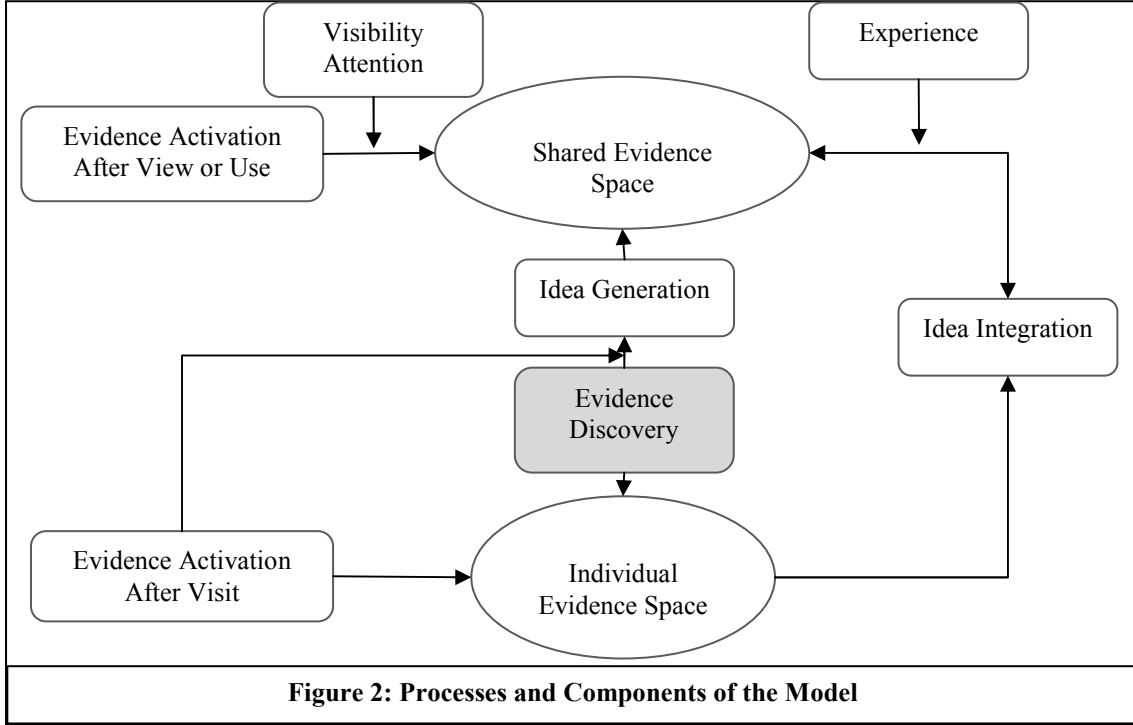 Visibility
Attention
Experience
Evidence Activation
After View or Use
Shared Evidence
Space
Idea Generation
Idea Integration
Evidence
Discovery
Evidence Activation
After Visit
Individual
Evidence Space
Figure 2: Processes and Components of the Model